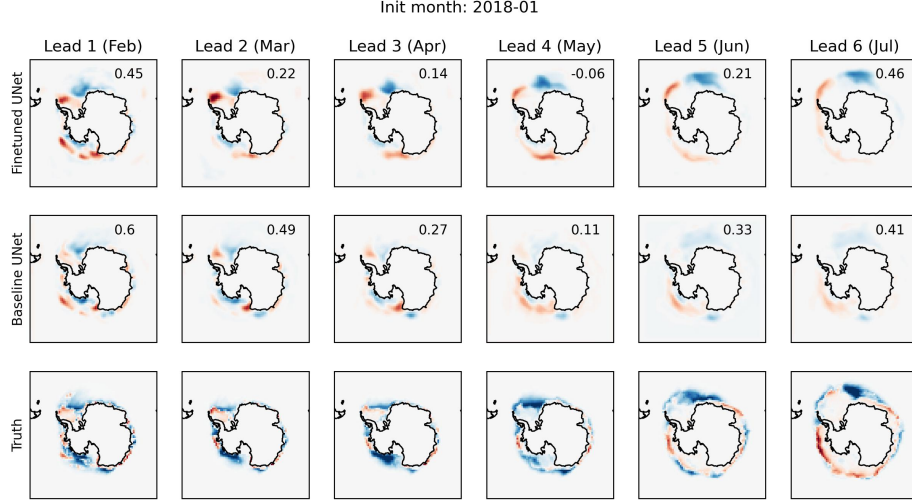 Init month: 2018-01
Lead 1 (Feb) Lead 2 (Mar) Lead 3 (Apr) Lead 4 (May) Lead 5 (Jun) Lead 6 (Jul)
Finetuned UNet
0.45 0.22 0.14 -0.06 0.21 0.46
Baseline UNet
0.6 0.49 0.27 0.11 0.33 0.41
Truth